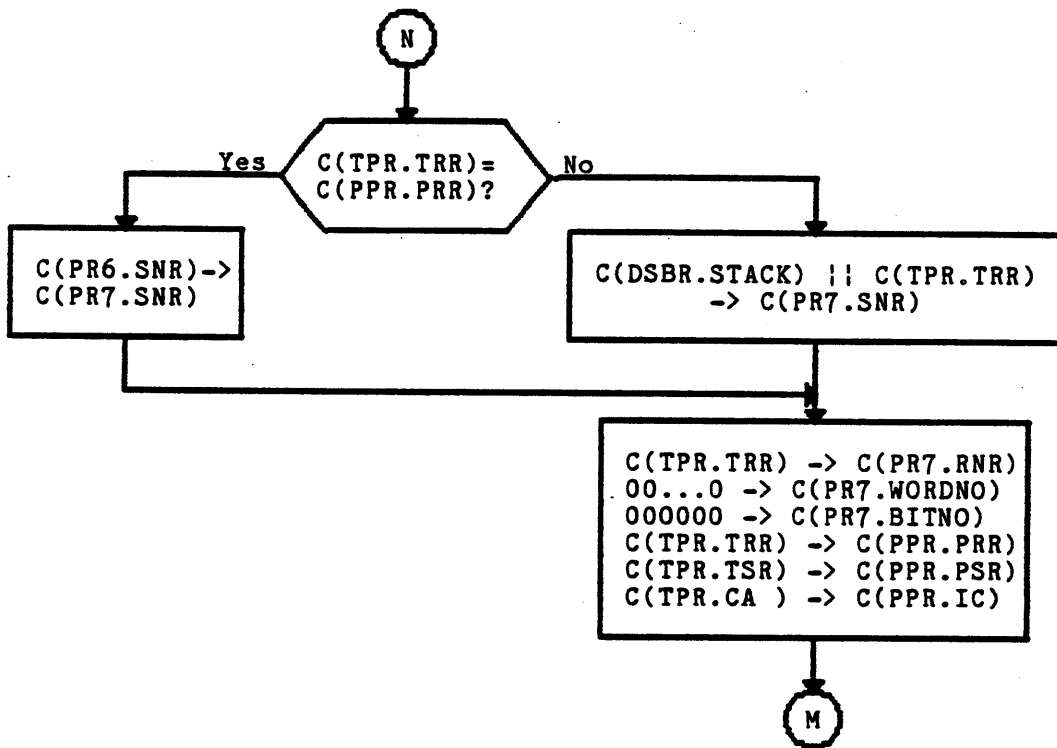 N
C(TPR.TRR)=
C(PPR.PRR)?
Yes
No
C(PR6.SNR)->
C(PR7.SNR)
C(DSBR.STACK) || C(TPR.TRR)
-> C(PR7.SNR)
C(TPR.TRR) -> C(PR7.RNR)
00...0 -> C(PR7.WORDNO)
000000 -> C(PR7.BITNO)
C(TPR.TRR) -> C(PPR.PRR)
C(TPR.TSR) -> C(PPR.PSR)
C(TPR.CA ) -> C(PPR.IC)
M